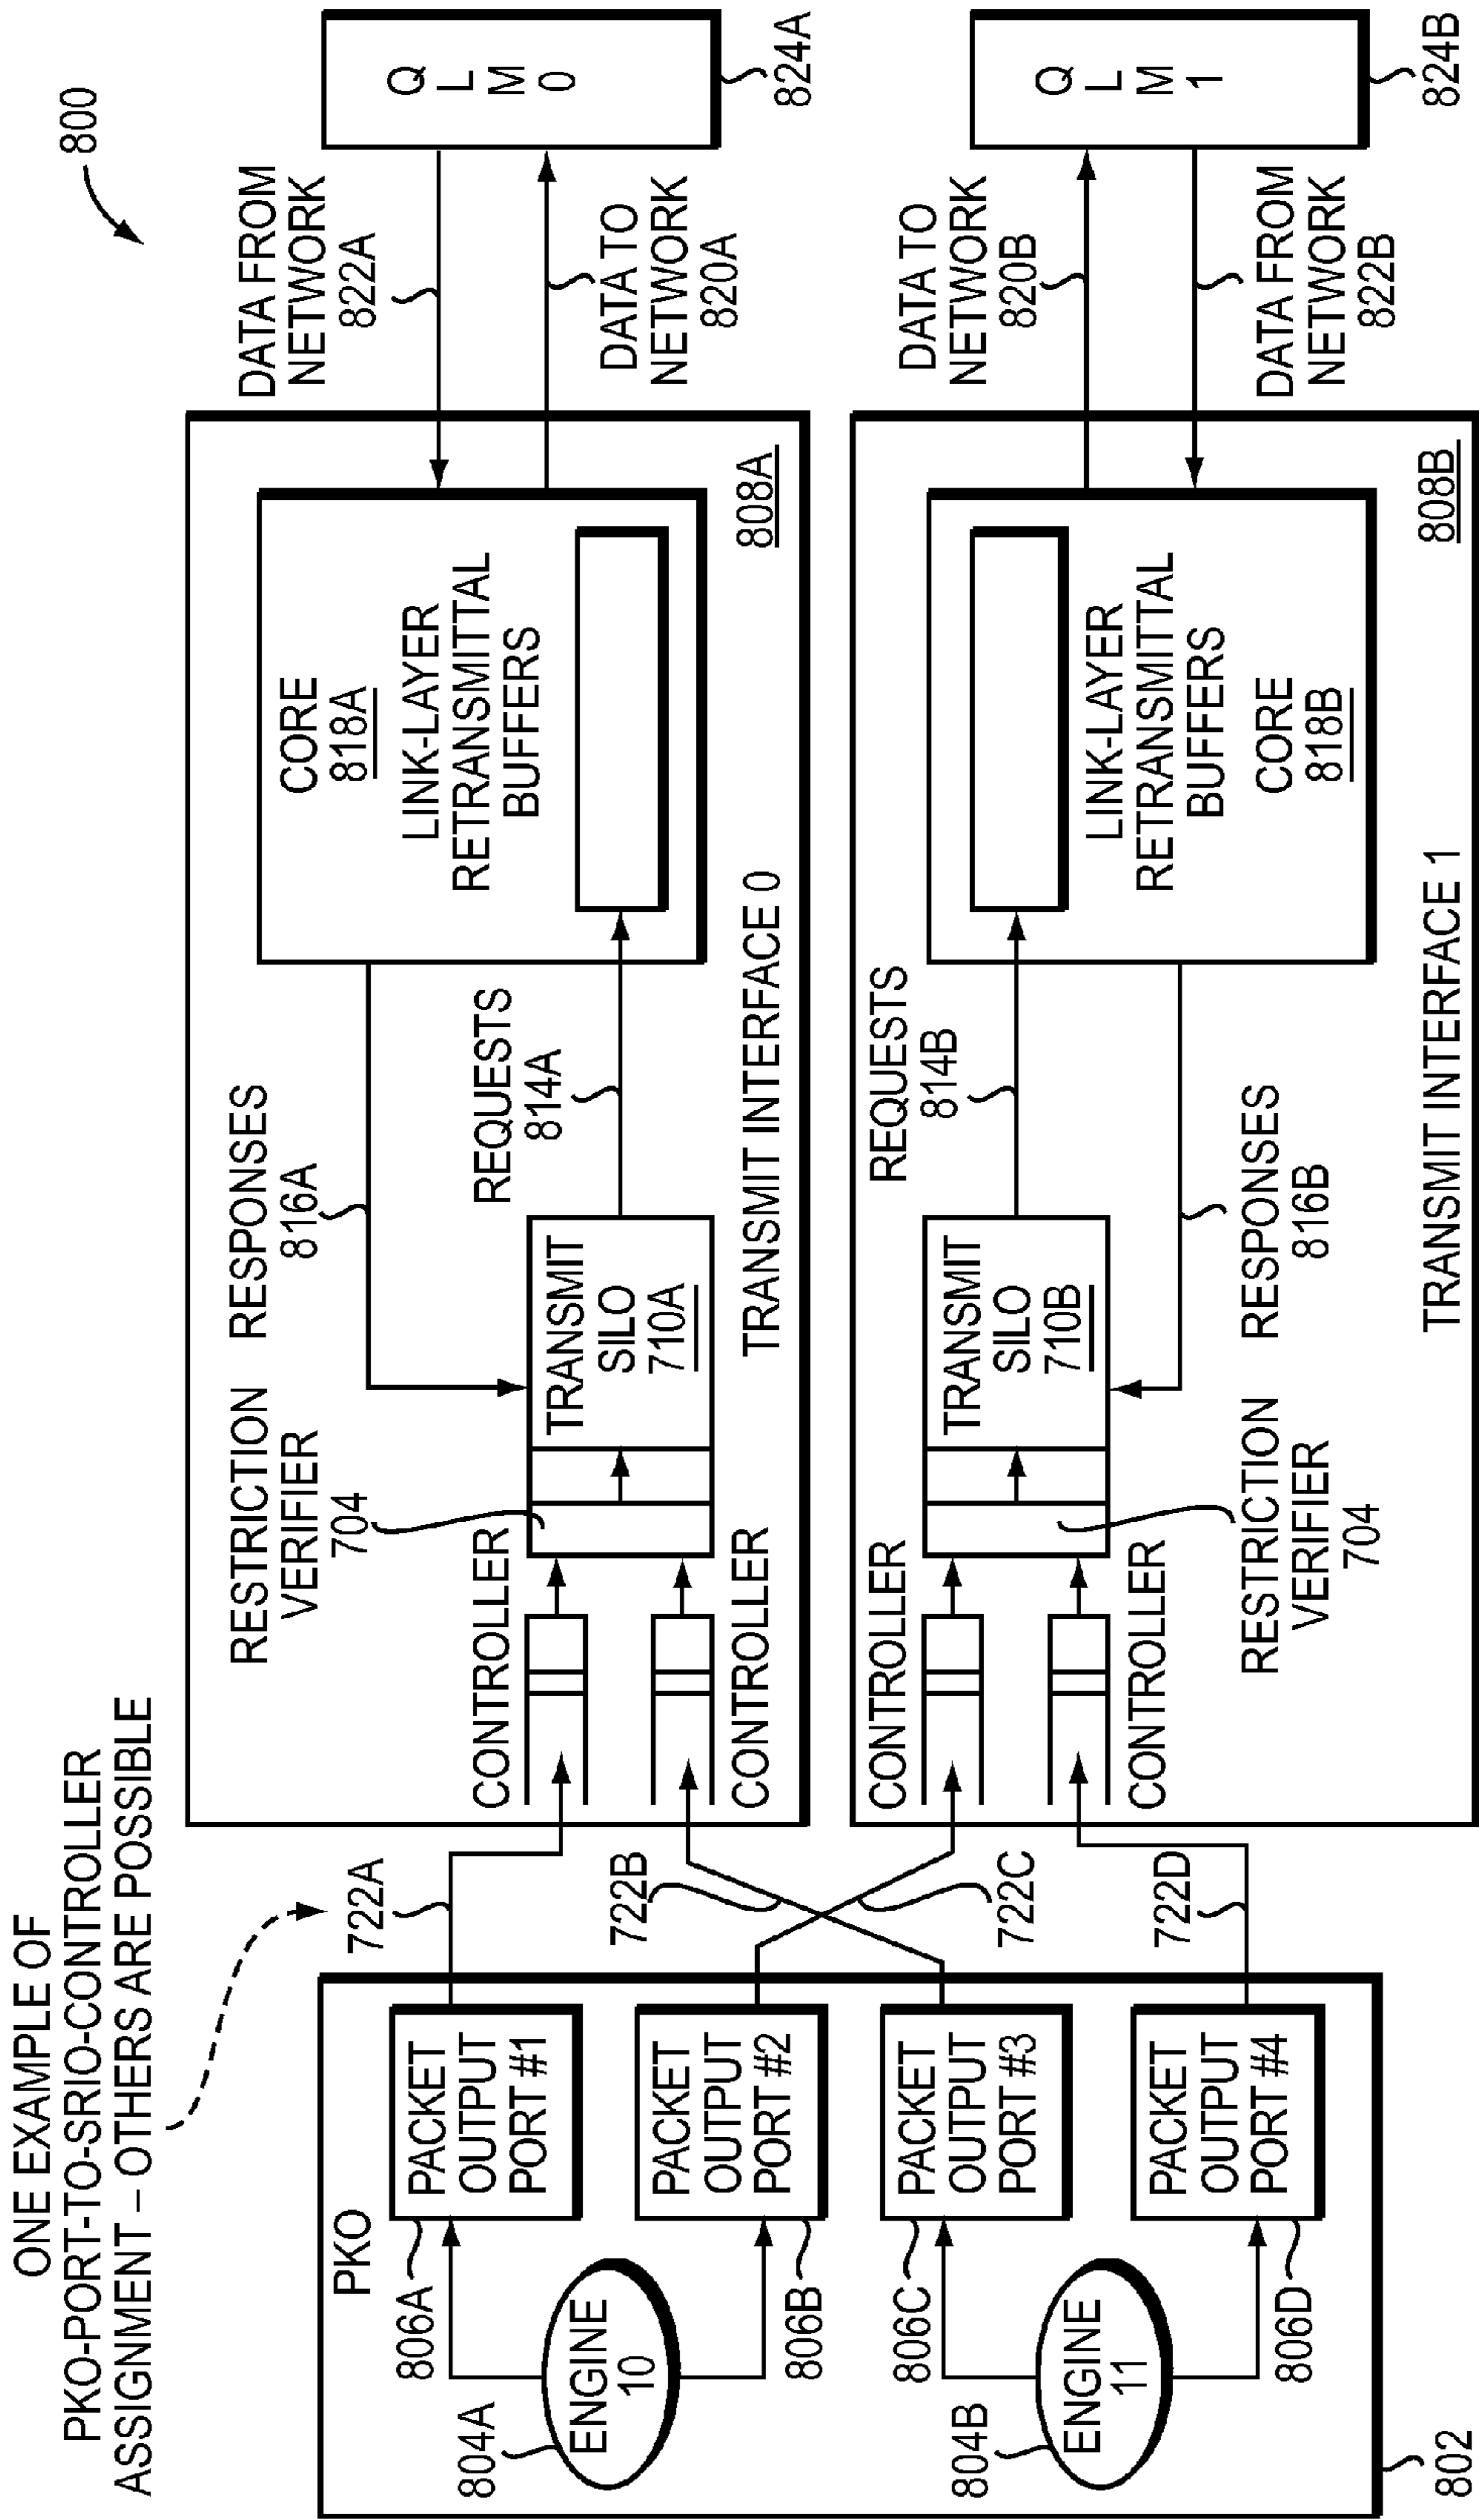 800
ONE EXAMPLE OF
PKO-PORT-TO-SRIO-CONTROLLER
ASSIGNMENT – OTHERS ARE POSSIBLE
PKO
804A
ENGINE
10
806A
PACKET
OUTPUT
PORT #1
806B
PACKET
OUTPUT
PORT #2
804B
ENGINE
11
806C
PACKET
OUTPUT
PORT #3
806D
PACKET
OUTPUT
PORT #4
802
722A
722B
722C
722D
CONTROLLER
CONTROLLER
RESTRICTION
VERIFIER
704
RESPONSES
816A
TRANSMIT
SILO
710A
REQUESTS
814A
CORE
818A
LINK-LAYER
RETRANSMITTAL
BUFFERS
TRANSMIT INTERFACE 0
808A
DATA FROM
NETWORK
822A
DATA TO
NETWORK
820A
QLM0
824A
CONTROLLER
CONTROLLER
TRANSMIT
SILO
710B
RESTRICTION
VERIFIER
704
REQUESTS
814B
RESPONSES
816B
LINK-LAYER
RETRANSMITTAL
BUFFERS
CORE
818B
TRANSMIT INTERFACE 1
808B
DATA TO
NETWORK
820B
DATA FROM
NETWORK
822B
QLM1
824B